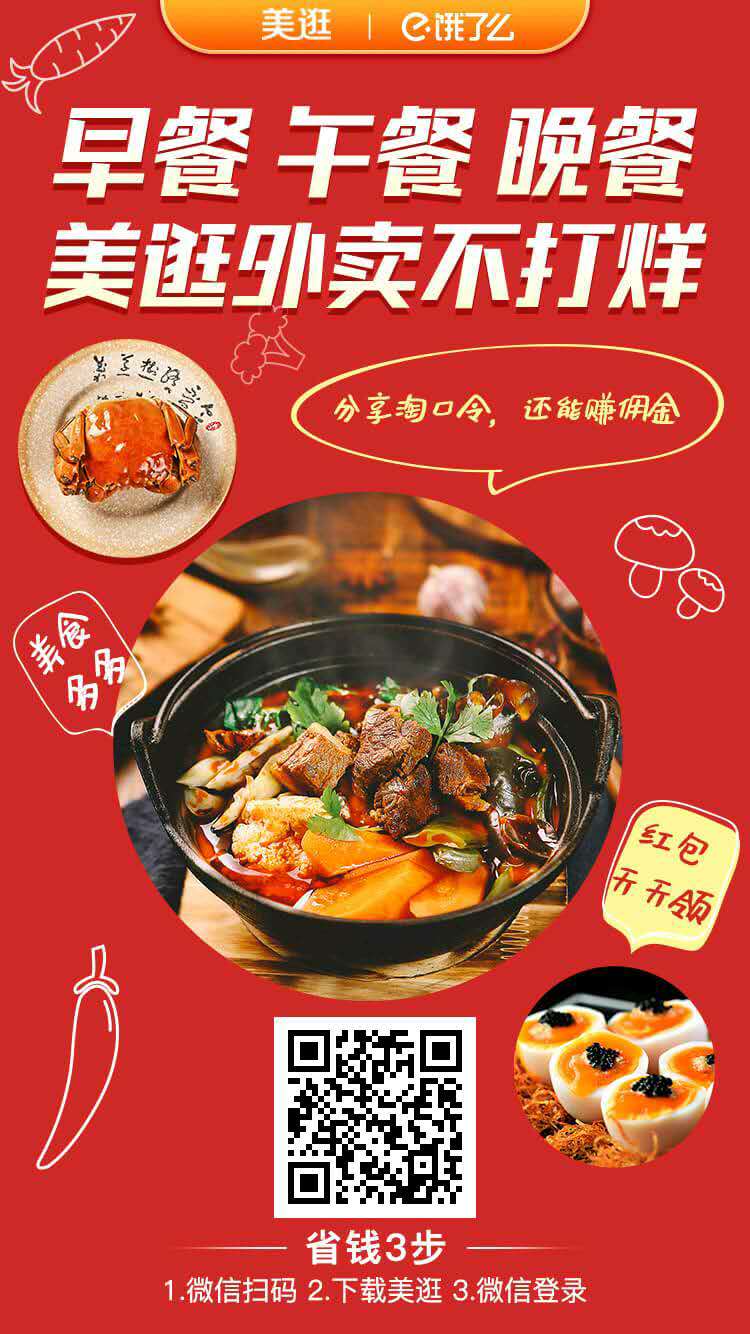 美逛 | 饿了么
早餐 午餐 晚餐
美逛外卖不打烊
分享淘口令，还能赚佣金
美食
多多
红包
天天领
省钱3步
1.微信扫码 2.下载美逛 3.微信登录